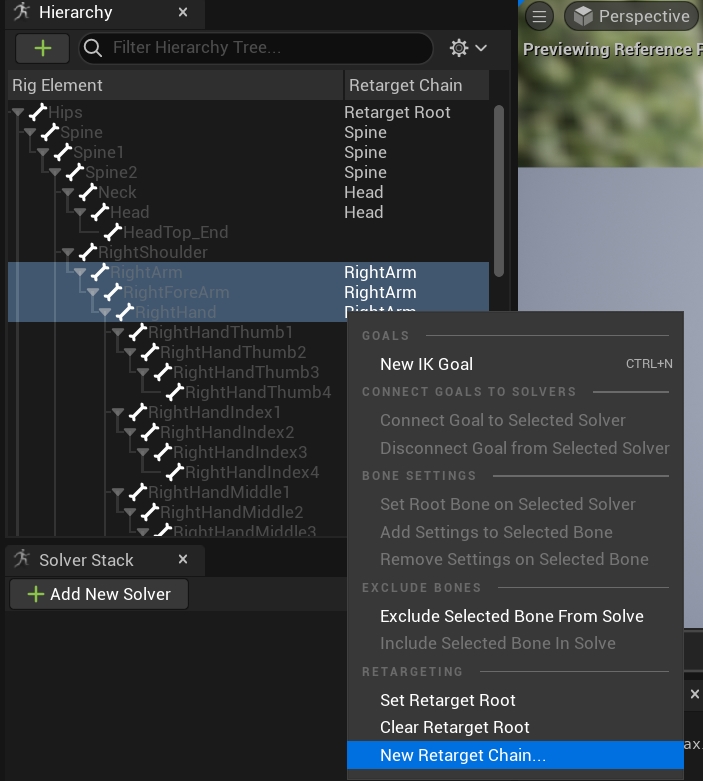 Hierarchy
Perspective
Filter Hierarchy Tree...
Previewing Reference
Rig Element Retarget Chain
Hips Retarget Root
Spine Spine
Spine1 Spine
Spine2 Spine
Neck Head
Head Head
HeadTop_End
RightShoulder
RightArm RightArm
RightForeArm RightArm
RightHand RightArm
RightHandThumb1
RightHandThumb2
RightHandThumb3
RightHandThumb4
RightHandIndex1
RightHandIndex2
RightHandIndex3
RightHandIndex4
RightHandMiddle1
RightHandMiddle2
RightHandMiddle3
GOALS
New IK Goal CTRL+N
CONNECT GOALS TO SOLVERS
Connect Goal to Selected Solver
Disconnect Goal from Selected Solver
BONE SETTINGS
Set Root Bone on Selected Solver
Add Settings to Selected Bone
Remove Settings on Selected Bone
EXCLUDE BONES
Exclude Selected Bone From Solve
Include Selected Bone In Solve
RETARGETING
Set Retarget Root
Clear Retarget Root
New Retarget Chain...
Solver Stack
Add New Solver
ax